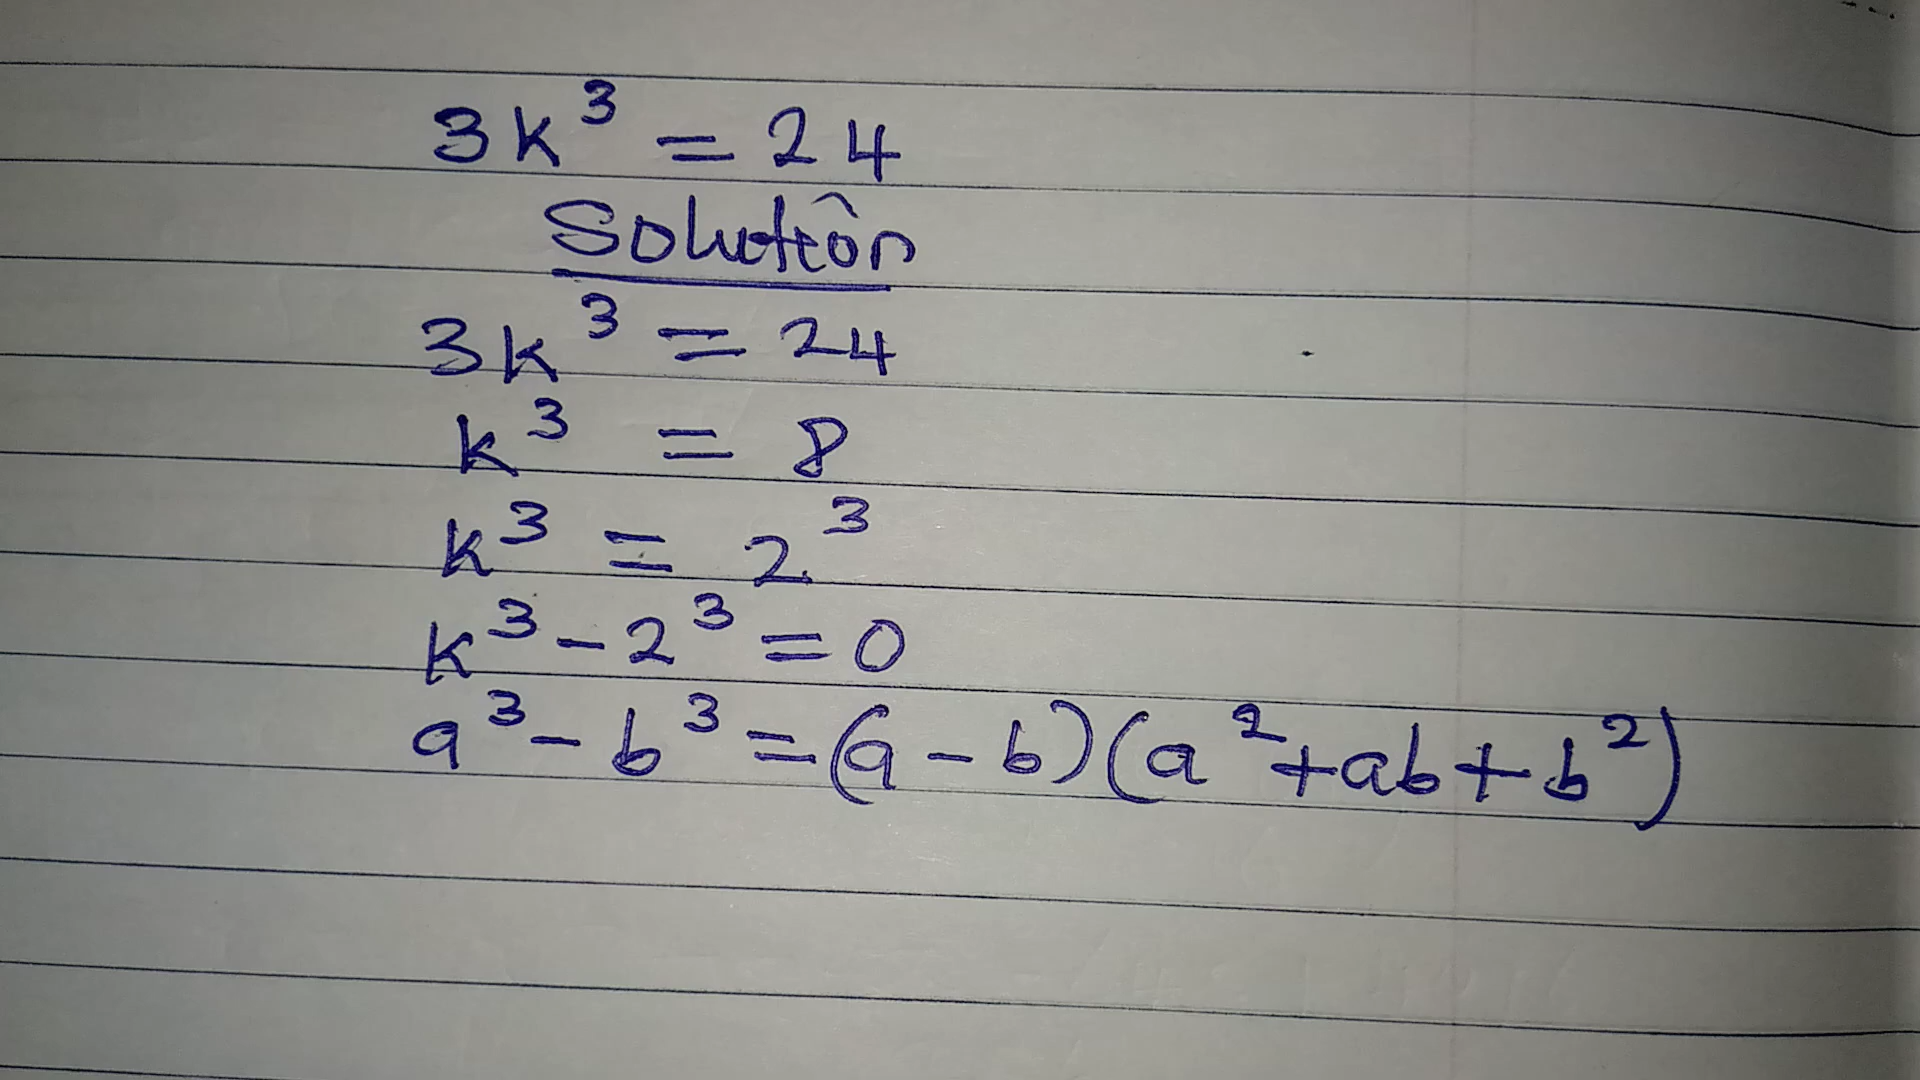 3k³ = 24
Solution
3k³ = 24
k³ = 8
k³ = 2³
k³ - 2³ = 0
a³ - b³ = (a - b)(a² + ab + b²)